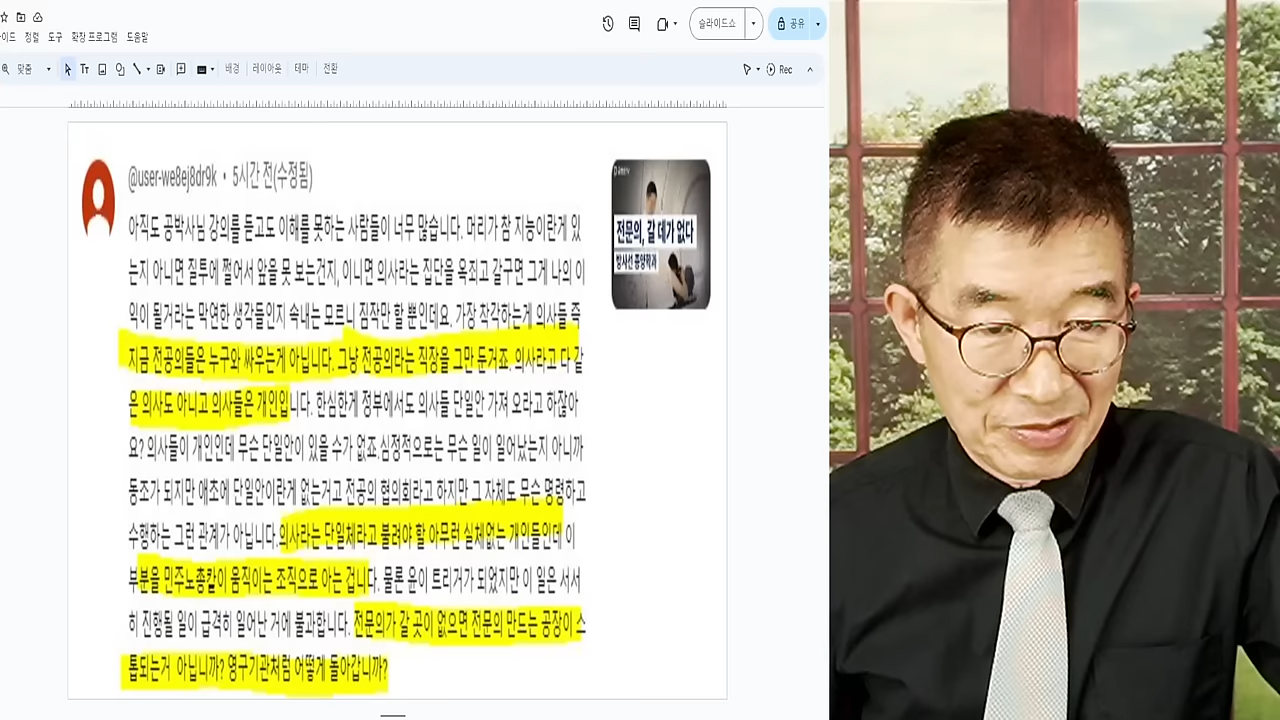 이드 정렬 도구 확장 프로그램 도움말
슬라이드쇼
공유
맞춤
Tт
배경
레이아웃
테마
전환
Rec
@user-we8ej8dr9k • 5시간 전(수정됨)
아직도 공박사님 강의를 듣고도 이해를 못하는 사람들이 너무 많습니다. 머리가 참 지능이란게 있
는지 아니면 질투에 쩔어서 앞을 못 보는건지, 이니면 의사라는 집단을 옥죄고 갈구면 그게 나의 이
익이 될거라는 막연한 생각들인지 속내는 모르니 짐작만 할 뿐인데요. 가장 착각하는게 의사들 즉
지금 전공의들은 누구와 싸우는게 아닙니다. 그냥 전공의라는 직장을 그만 둔거죠. 의사라고 다 같
은 의사도 아니고 의사들은 개인입니다. 한심한게 정부에서도 의사들 단일안 가져 오라고 하잖아
요? 의사들이 개인인데 무슨 단일안이 있을 수가 없죠.심정적으로는 무슨 일이 일어났는지 아니까
동조가 되지만 애초에 단일안이란게 없는거고 전공의 협의회라고 하지만 그 자체도 무슨 명령하고
수행하는 그런 관계가 아닙니다.의사라는 단일체라고 불려야 할 아무런 실체없는 개인들인데 이
부분을 민주노총같이 움직이는 조직으로 아는 겁니다. 물론 윤이 트리거가 되었지만 이 일은 서서
히 진행될 일이 급격히 일어난 거에 불과합니다. 전문의가 갈 곳이 없으면 전문의 만드는 공장이 스
톱되는거 아닙니까? 영구기관처럼 어떻게 돌아갑니까?
전문의, 갈 데가 없다
방사선 종양학과